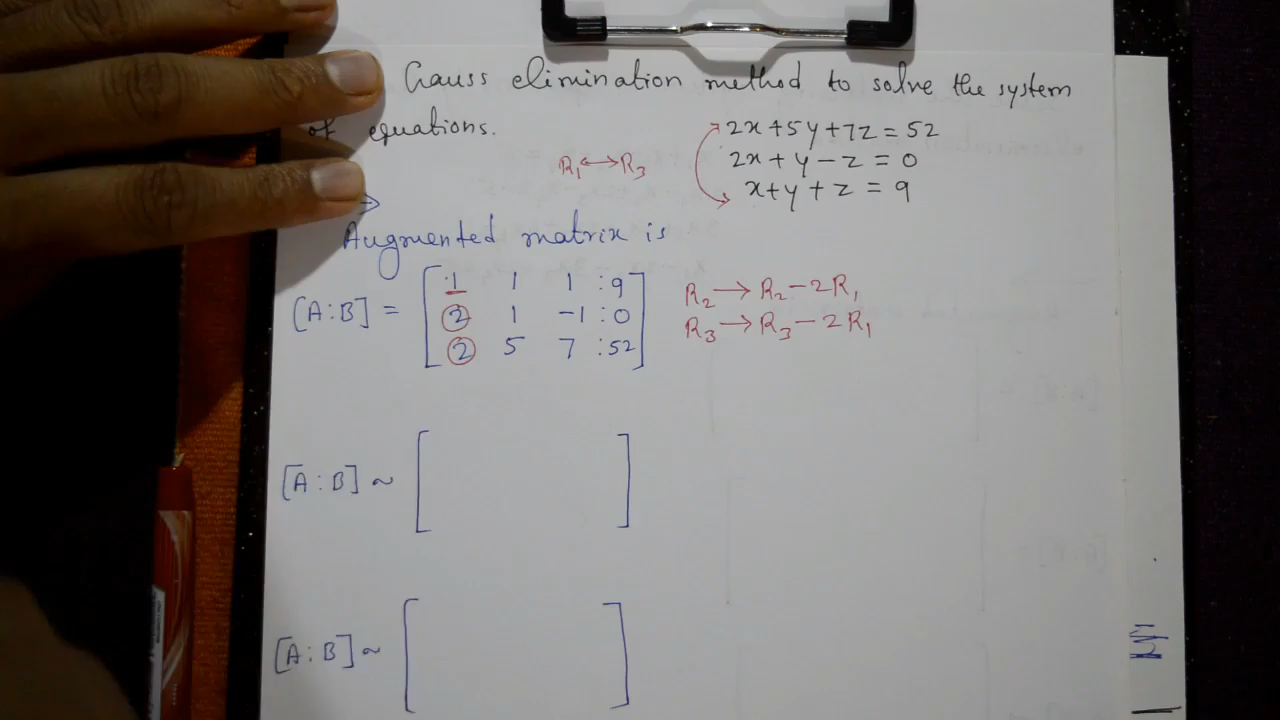 Gauss elimination method to solve the system
of equations.
2x+5y+7z=52
R1↔R3
2x+y-z=0
x+y+z=9
⇒
Augmented matrix is
[A:B] = [1 1 1 :9
2 1 -1 :0
2 5 7 :52]
R2→R2-2R1
R3→R3-2R1
[A:B] ~ [ ]
[A:B] ~ [ ]